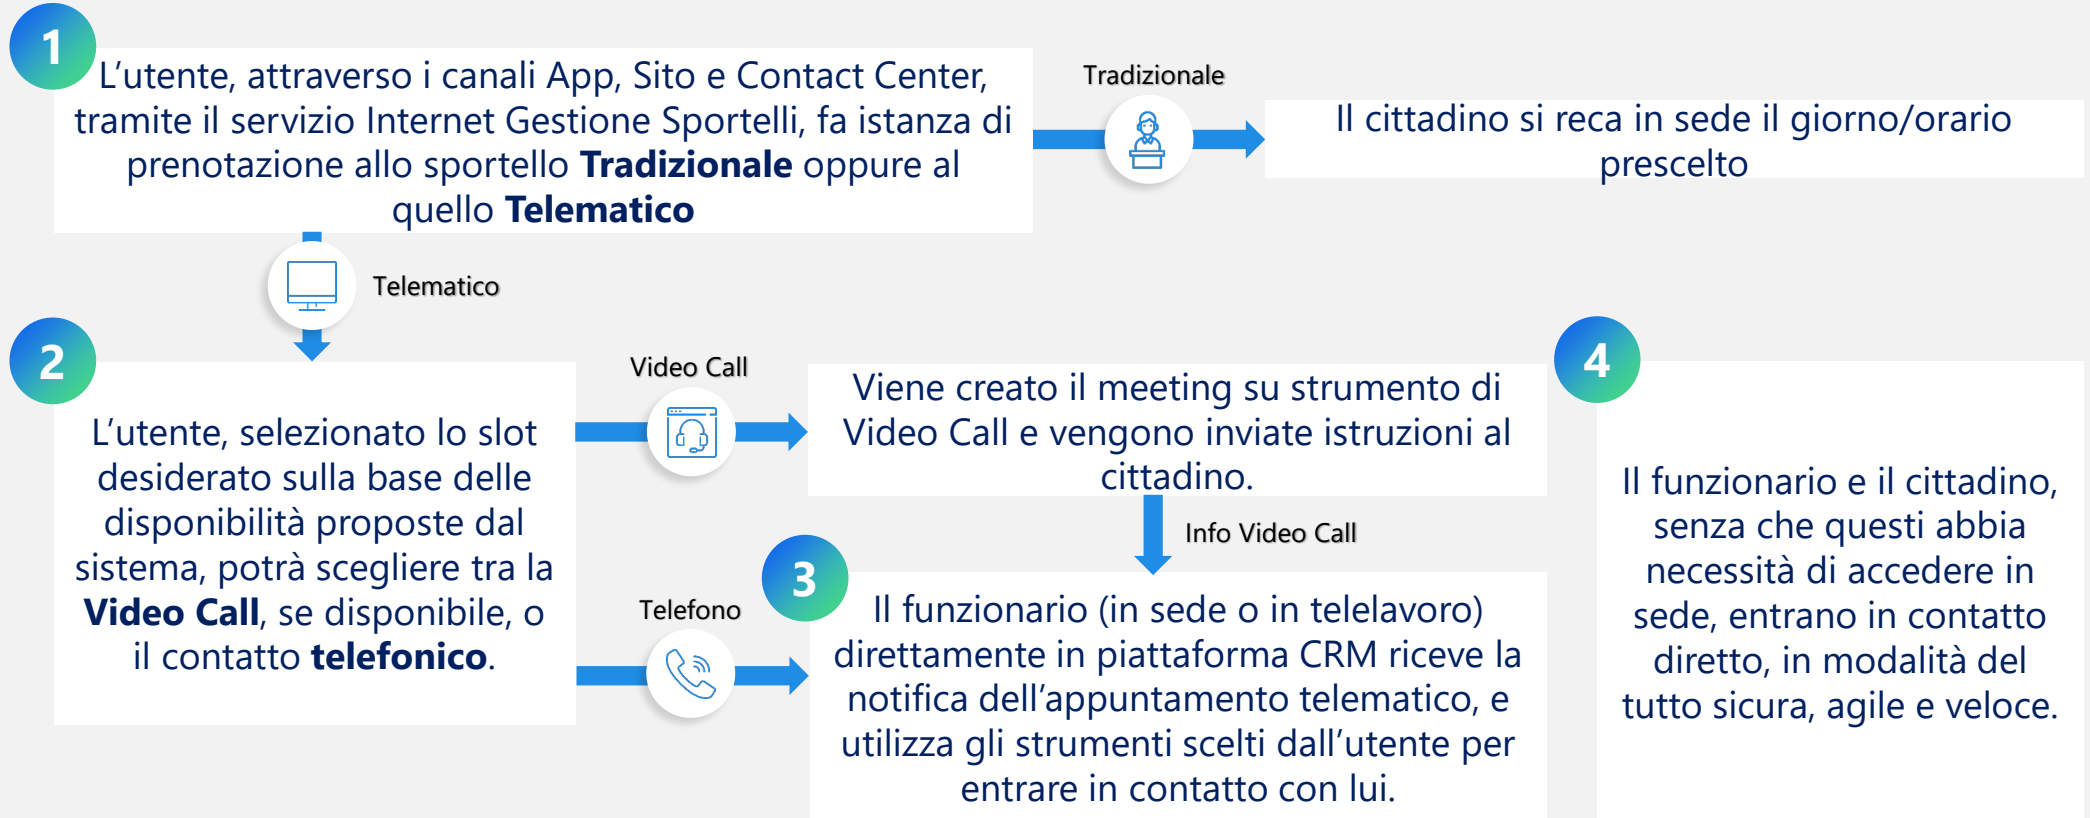 1
L’utente, attraverso i canali App, Sito e Contact Center,
tramite il servizio Internet Gestione Sportelli, fa istanza di
prenotazione allo sportello Tradizionale oppure al
quello Telematico
Tradizionale
Il cittadino si reca in sede il giorno/orario
prescelto
Telematico
2
L’utente, selezionato lo slot
desiderato sulla base delle
disponibilità proposte dal
sistema, potrà scegliere tra la
Video Call, se disponibile, o
il contatto telefonico.
Video Call
Viene creato il meeting su strumento di
Video Call e vengono inviate istruzioni al
cittadino.
Info Video Call
Telefono
3
Il funzionario (in sede o in telelavoro)
direttamente in piattaforma CRM riceve la
notifica dell’appuntamento telematico, e
utilizza gli strumenti scelti dall’utente per
entrare in contatto con lui.
4
Il funzionario e il cittadino,
senza che questi abbia
necessità di accedere in
sede, entrano in contatto
diretto, in modalità del
tutto sicura, agile e veloce.